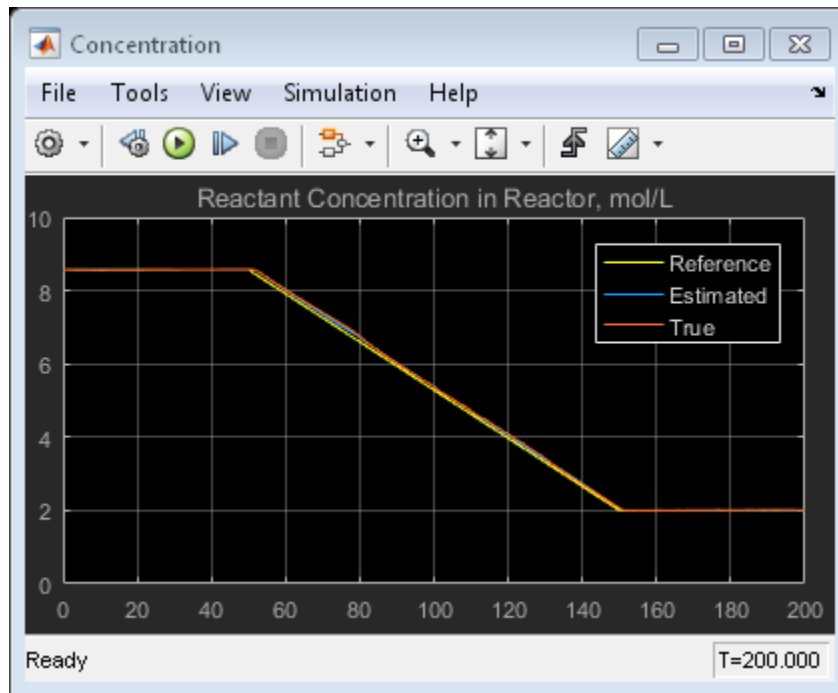 Concentration
File Tools View Simulation Help
Reactant Concentration in Reactor, mol/L
10
8
6
4
2
0
Reference
Estimated
True
0 20 40 60 80 100 120 140 160 180 200
Ready T=200.000